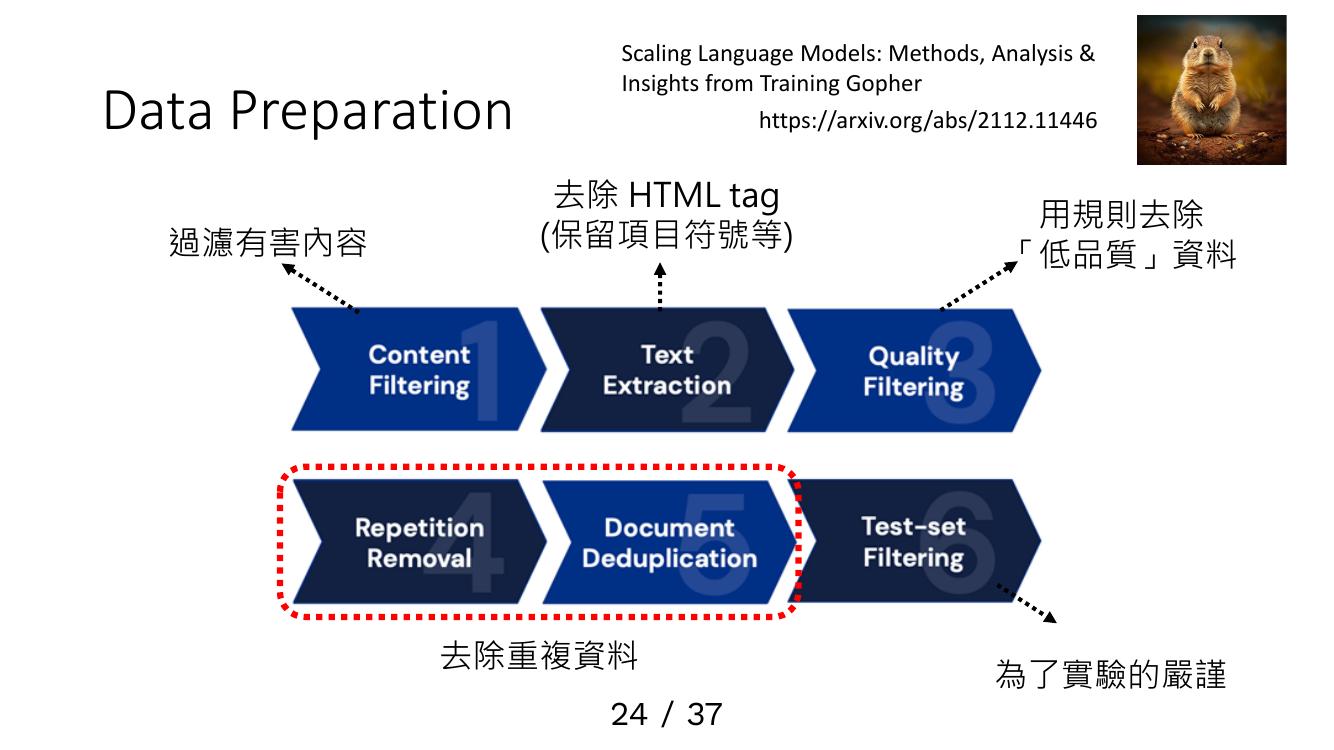 Data Preparation
Scaling Language Models: Methods, Analysis &
Insights from Training Gopher
https://arxiv.org/abs/2112.11446
過濾有害內容
去除 HTML tag
(保留項目符號等)
用規則去除
「低品質」資料
1
Content
Filtering
2
Text
Extraction
3
Quality
Filtering
4
Repetition
Removal
5
Document
Deduplication
6
Test-set
Filtering
去除重複資料
為了實驗的嚴謹
24 / 37